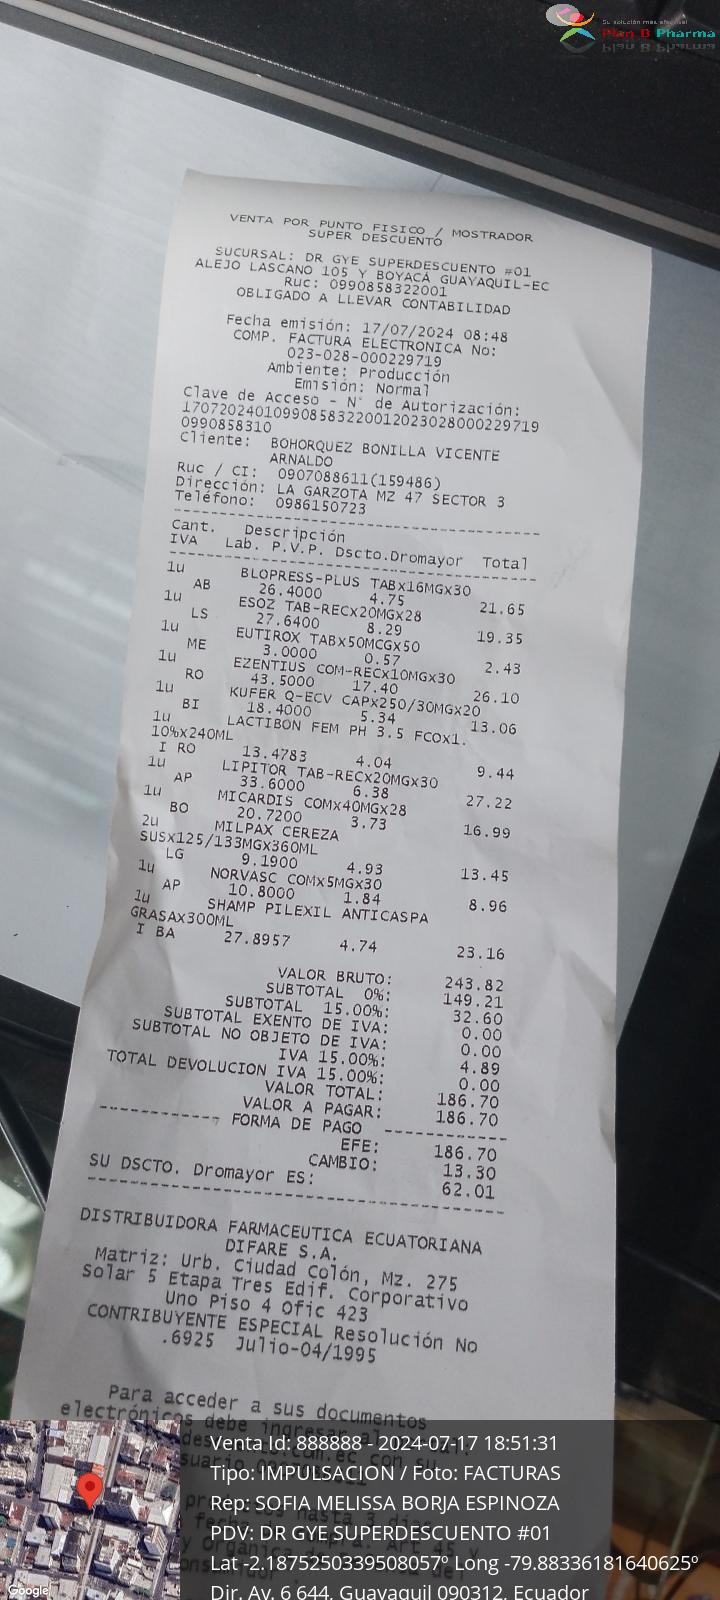 Su solución más efectiva!
Plan B Pharma
VENTA POR PUNTO FISICO / MOSTRADOR
SUPER DESCUENTO
SUCURSAL: DR GYE SUPERDESCUENTO #01
ALEJO LASCANO 105 Y BOYACÁ GUAYAQUIL-EC
Ruc: 0990858322001
OBLIGADO A LLEVAR CONTABILIDAD
Fecha emisión: 17/07/2024 08:48
COMP. FACTURA ELECTRONICA No:
023-028-000229719
Ambiente: Producción
Emisión: Normal
Clave de Acceso - N° de Autorización:
170720240109908583220012023028000229719
0990858310
Cliente: BOHORQUEZ BONILLA VICENTE
ARNALDO
Ruc / CI: 0907088611(159486)
Dirección: LA GARZOTA MZ 47 SECTOR 3
Teléfono: 0986150723
Cant. Descripción
IVA Lab. P.V.P. Dscto.Dromayor Total
1u BLOPRESS-PLUS TABx16MGx30
AB 26.4000 4.75 21.65
1u ESOZ TAB-RECx20MGx28
LS 27.6400 8.29 19.35
1u EUTIROX TABx50MCGx50
ME 3.0000 0.57 2.43
1u EZENTIUS COM-RECx10MGx30
RO 43.5000 17.40 26.10
1u KUFER Q-ECV CAPx250/30MGx20
BI 18.4000 5.34 13.06
1u LACTIBON FEM PH 3.5 FCOx1.
10%x240ML
I RO 13.4783 4.04 9.44
1u LIPITOR TAB-RECx20MGx30
AP 33.6000 6.38 27.22
1u MICARDIS COMx40MGx28
BO 20.7200 3.73 16.99
2u MILPAX CEREZA
SUSx125/133MGx360ML
LG 9.1900 4.93 13.45
1u NORVASC COMx5MGx30
AP 10.8000 1.84 8.96
1u SHAMP PILEXIL ANTICASPA
GRASAx300ML
I BA 27.8957 4.74 23.16
VALOR BRUTO: 243.82
SUBTOTAL 0%: 149.21
SUBTOTAL 15.00%: 32.60
SUBTOTAL EXENTO DE IVA: 0.00
SUBTOTAL NO OBJETO DE IVA: 0.00
IVA 15.00%: 4.89
TOTAL DEVOLUCION IVA 15.00%: 0.00
VALOR TOTAL: 186.70
VALOR A PAGAR: 186.70
------------ FORMA DE PAGO ------------
EFE: 186.70
CAMBIO: 13.30
SU DSCTO. Dromayor ES: 62.01
DISTRIBUIDORA FARMACEUTICA ECUATORIANA
DIFARE S.A.
Matriz: Urb. Ciudad Colón, Mz. 275
Solar 5 Etapa Tres Edif. Corporativo
Uno Piso 4 Ofic 423
CONTRIBUYENTE ESPECIAL Resolución No
.6925 Julio-04/1995
Para acceder a sus documentos
electrónicos debe ingresar al
Venta Id: 888888 - 2024-07-17 18:51:31
Tipo: IMPULSACION / Foto: FACTURAS
Rep: SOFIA MELISSA BORJA ESPINOZA
PDV: DR GYE SUPERDESCUENTO #01
Lat -2.1875250339508057º Long -79.88336181640625º
Dir. Av. 6 644, Guayaquil 090312, Ecuador
Google